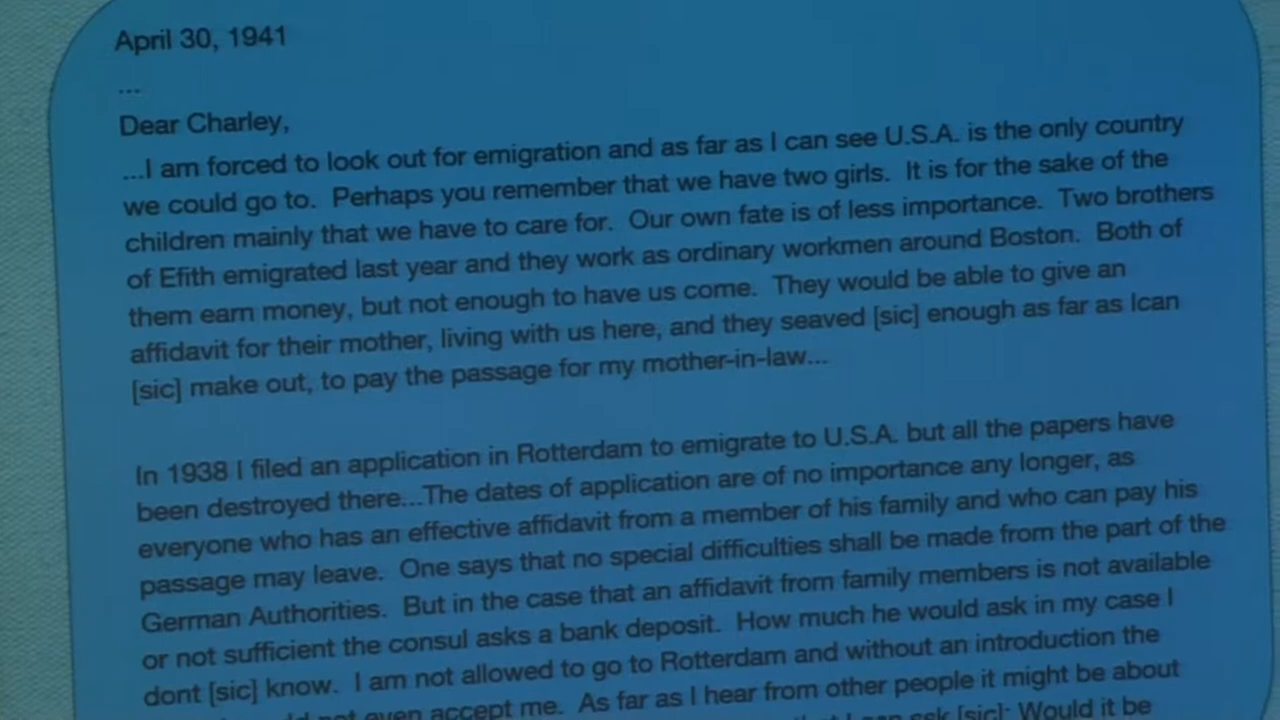 April 30, 1941
...
Dear Charley,
...I am forced to look out for emigration and as far as I can see U.S.A. is the only country
we could go to. Perhaps you remember that we have two girls. It is for the sake of the
children mainly that we have to care for. Our own fate is of less importance. Two brothers
of Efith emigrated last year and they work as ordinary workmen around Boston. Both of
them earn money, but not enough to have us come. They would be able to give an
affidavit for their mother, living with us here, and they seaved [sic] enough as far as Ican
[sic] make out, to pay the passage for my mother-in-law...
In 1938 I filed an application in Rotterdam to emigrate to U.S.A. but all the papers have
been destroyed there...The dates of application are of no importance any longer, as
everyone who has an effective affidavit from a member of his family and who can pay his
passage may leave. One says that no special difficulties shall be made from the part of the
German Authorities. But in the case that an affidavit from family members is not available
or not sufficient the consul asks a bank deposit. How much he would ask in my case I
dont [sic] know. I am not allowed to go to Rotterdam and without an introduction the
not even accept me. As far as I hear from other people it might be about
[sic]: Would it be